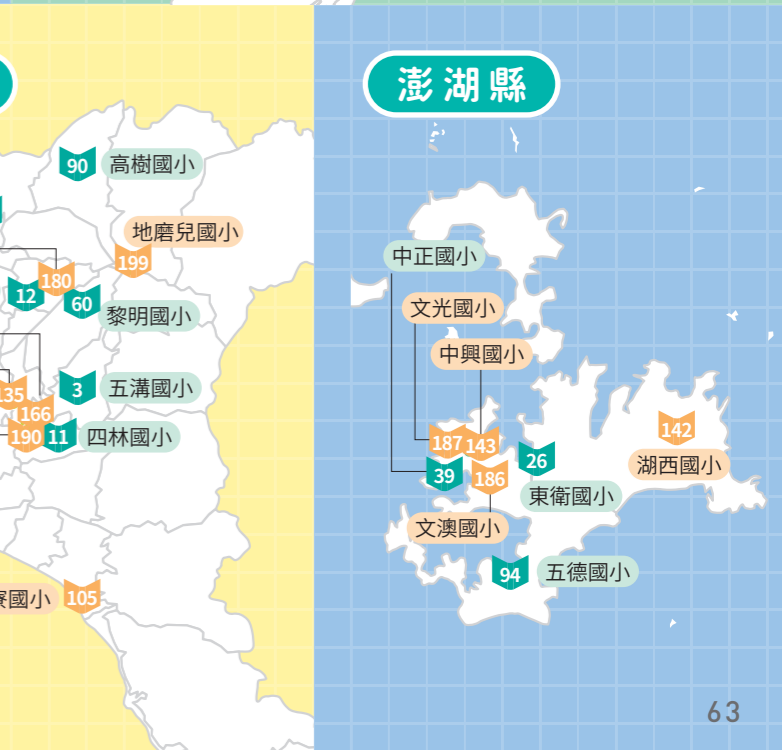 90 高樹國小
地磨兒國小
199
180
12
60
黎明國小
135
3 五溝國小
166
190 11 四林國小
寮國小 105
澎湖縣
中正國小
文光國小
中興國小
187 143
39
186
26
東衛國小
142
湖西國小
文澳國小
94 五德國小
63